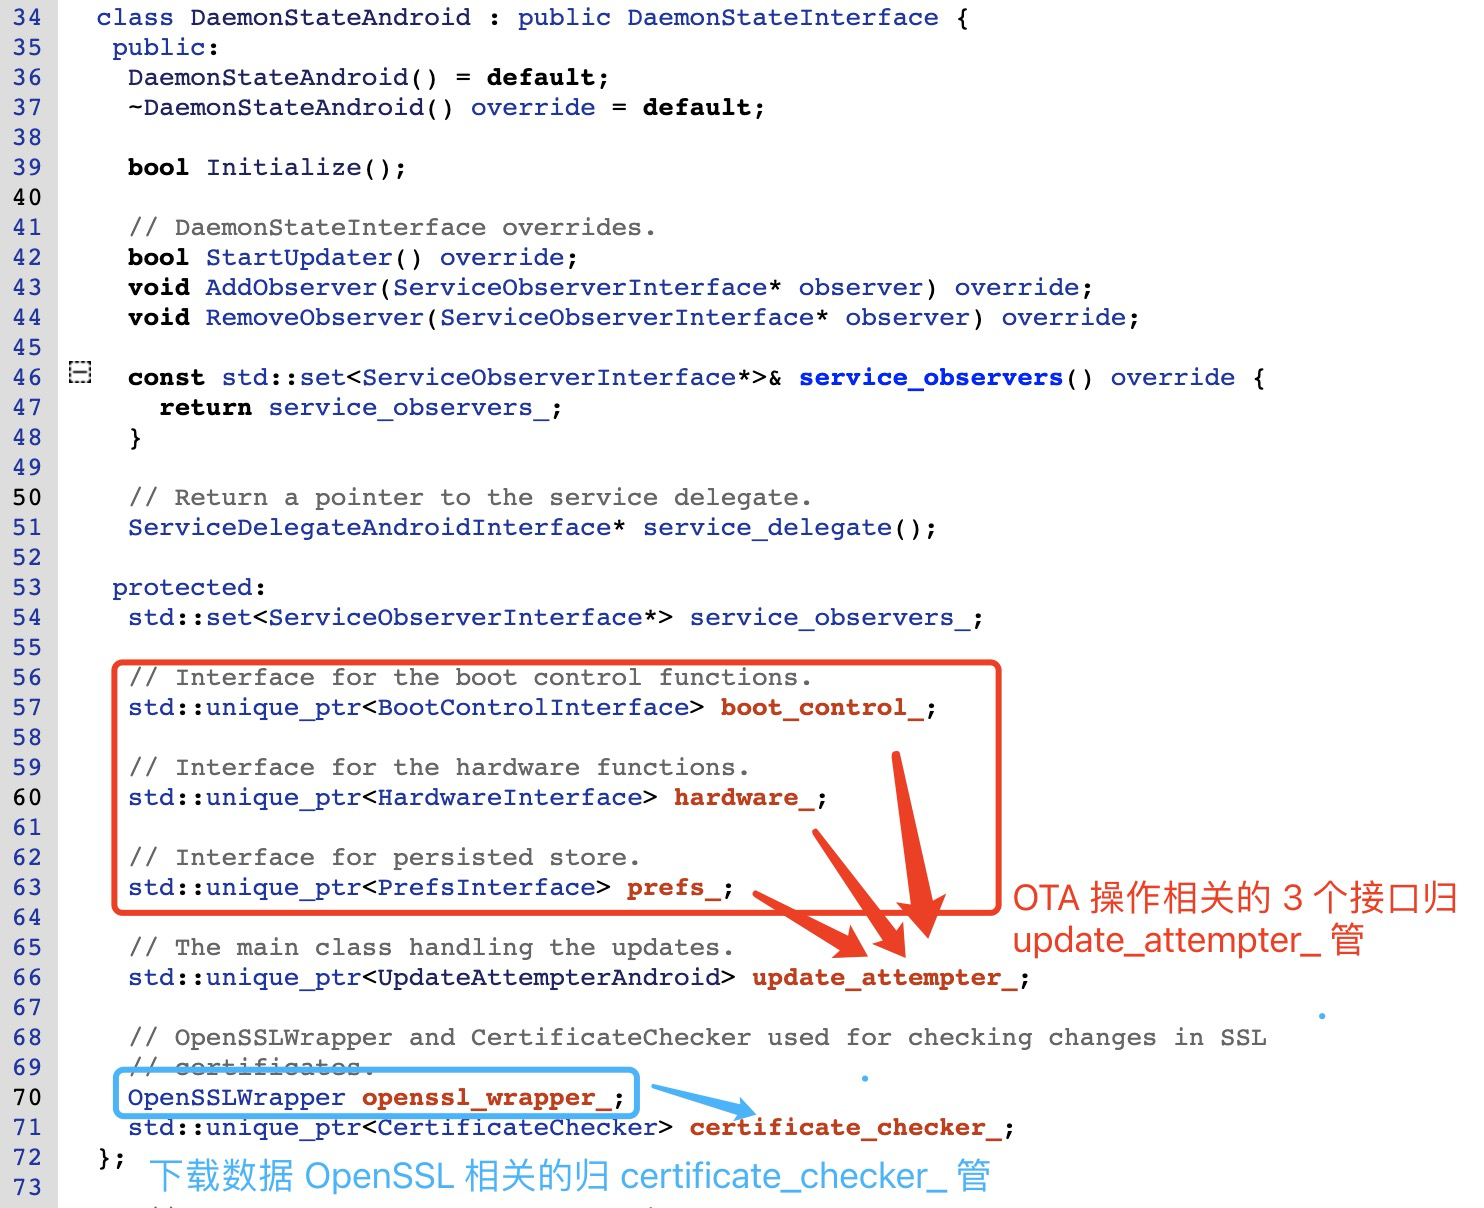 34 class DaemonStateAndroid : public DaemonStateInterface {
35 public:
36 DaemonStateAndroid() = default;
37 ~DaemonStateAndroid() override = default;
38
39 bool Initialize();
40
41 // DaemonStateInterface overrides.
42 bool StartUpdater() override;
43 void AddObserver(ServiceObserverInterface* observer) override;
44 void RemoveObserver(ServiceObserverInterface* observer) override;
45
46 const std::set<ServiceObserverInterface*>& service_observers() override {
47 return service_observers_;
48 }
49
50 // Return a pointer to the service delegate.
51 ServiceDelegateAndroidInterface* service_delegate();
52
53 protected:
54 std::set<ServiceObserverInterface*> service_observers_;
55
56 // Interface for the boot control functions.
57 std::unique_ptr<BootControlInterface> boot_control_;
58
59 // Interface for the hardware functions.
60 std::unique_ptr<HardwareInterface> hardware_;
61
62 // Interface for persisted store.
63 std::unique_ptr<PrefsInterface> prefs_;
OTA 操作相关的 3 个接口归
update_attempter_ 管
64
65 // The main class handling the updates.
66 std::unique_ptr<UpdateAttempterAndroid> update_attempter_;
67
68 // OpenSSLWrapper and CertificateChecker used for checking changes in SSL
69 // certificates.
70 OpenSSLWrapper openssl_wrapper_;
71 std::unique_ptr<CertificateChecker> certificate_checker_;
72 };
下载数据 OpenSSL 相关的归 certificate_checker_ 管
73